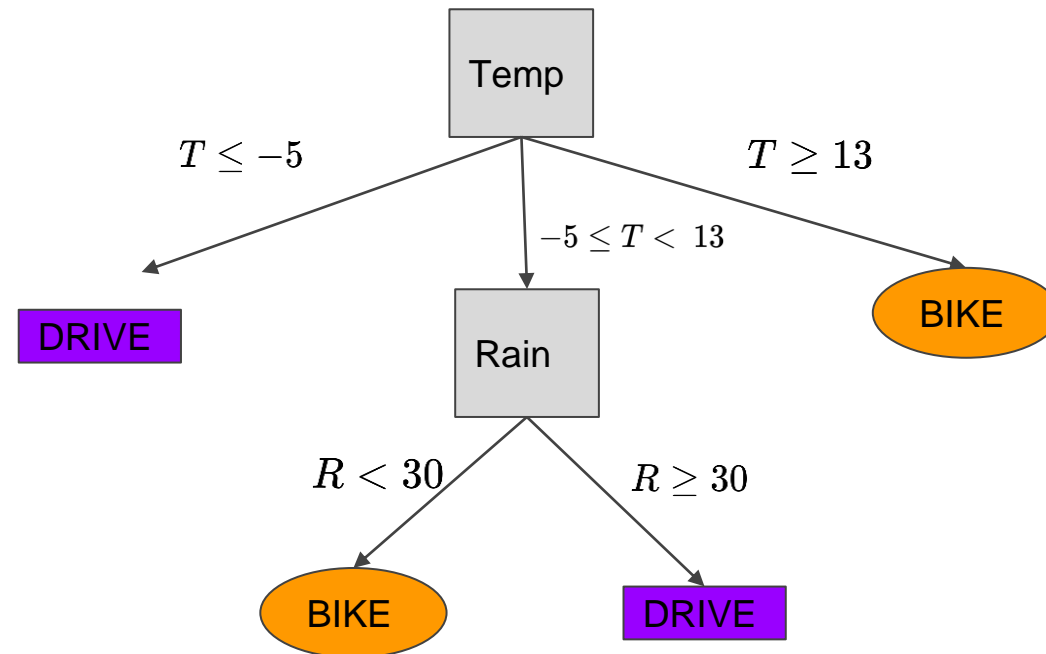 Temp
T ≤ −5
T ≥ 13
−5 ≤ T < 13
DRIVE
Rain
BIKE
R < 30
R ≥ 30
BIKE
DRIVE